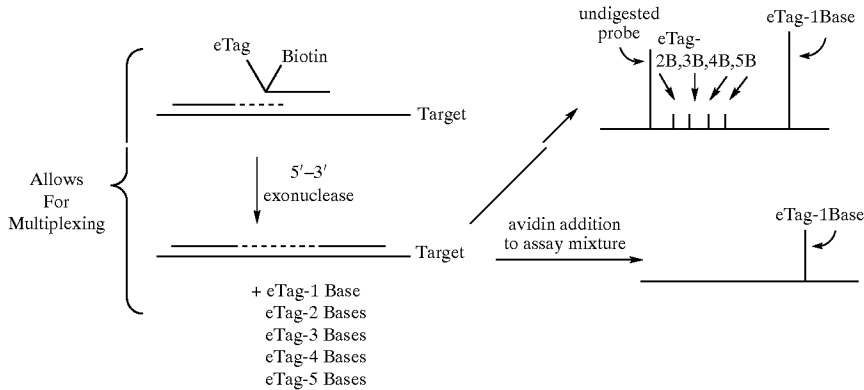 Allows
For
Multiplexing
eTag
Biotin
Target
5′–3′
exonuclease
Target
+ eTag-1 Base
eTag-2 Bases
eTag-3 Bases
eTag-4 Bases
eTag-5 Bases
undigested
probe
eTag-
2B,3B,4B,5B
eTag-1Base
avidin addition
to assay mixture
eTag-1Base